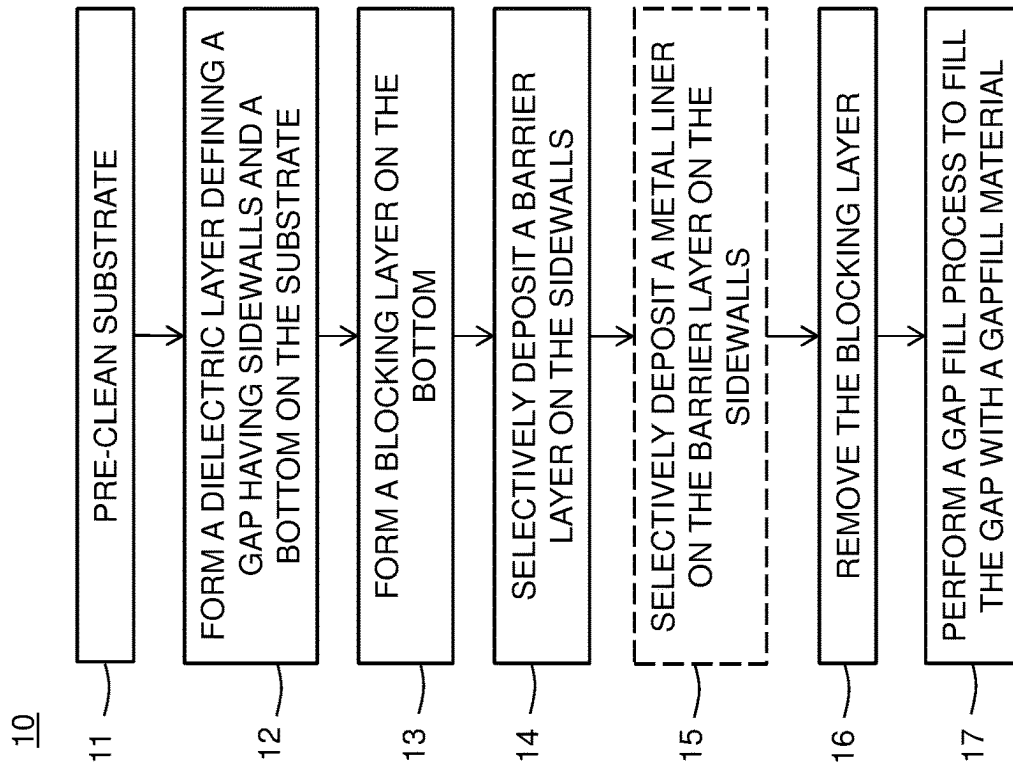 10
11
PRE-CLEAN SUBSTRATE
12
FORM A DIELECTRIC LAYER DEFINING A
GAP HAVING SIDEWALLS AND A
BOTTOM ON THE SUBSTRATE
13
FORM A BLOCKING LAYER ON THE
BOTTOM
14
SELECTIVELY DEPOSIT A BARRIER
LAYER ON THE SIDEWALLS
15
SELECTIVELY DEPOSIT A METAL LINER
ON THE BARRIER LAYER ON THE
SIDEWALLS
16
REMOVE THE BLOCKING LAYER
17
PERFORM A GAP FILL PROCESS TO FILL
THE GAP WITH A GAPFILL MATERIAL